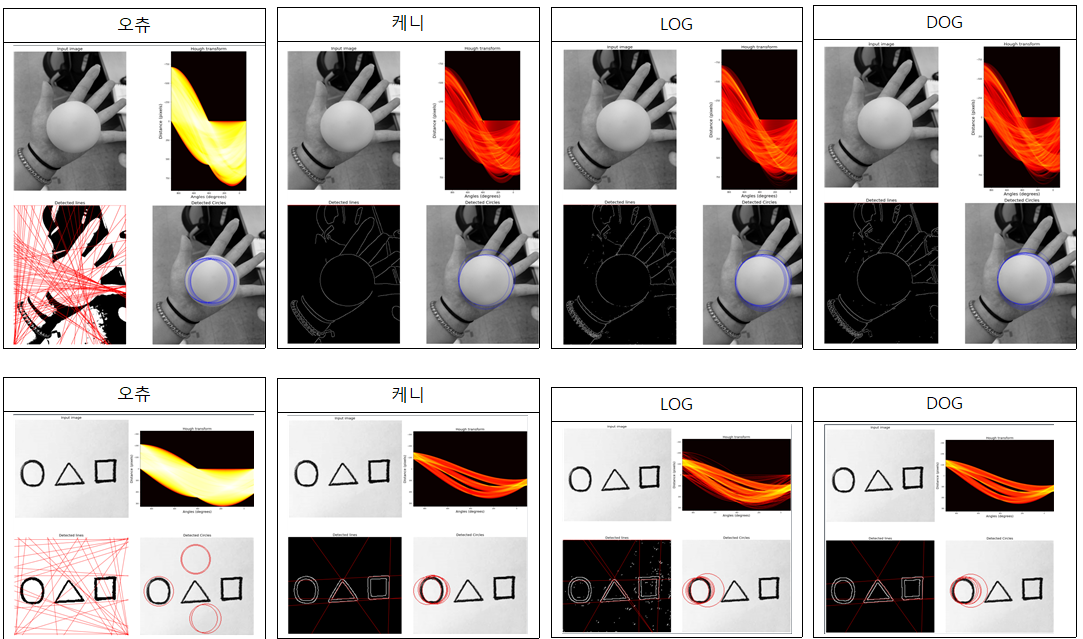 오츄
Input image
Hough transform
Distance (pixels)
Angles (degrees)
Detected lines
Detected Circles
케니
Input image
Hough transform
Distance (pixels)
Angles (degrees)
Detected lines
Detected Circles
LOG
Input image
Hough transform
Distance (pixels)
Angles (degrees)
Detected lines
Detected Circles
DOG
Input image
Hough transform
Distance (pixels)
Angles (degrees)
Detected lines
Detected Circles
오츄
Input image
Hough transform
Distance (pixels)
Angles (degrees)
Detected lines
Detected Circles
케니
Input image
Hough transform
Distance (pixels)
Angles (degrees)
Detected lines
Detected Circles
LOG
Input image
Hough transform
Distance (pixels)
Angles (degrees)
Detected lines
Detected Circles
DOG
Input image
Hough transform
Distance (pixels)
Angles (degrees)
Detected lines
Detected Circles